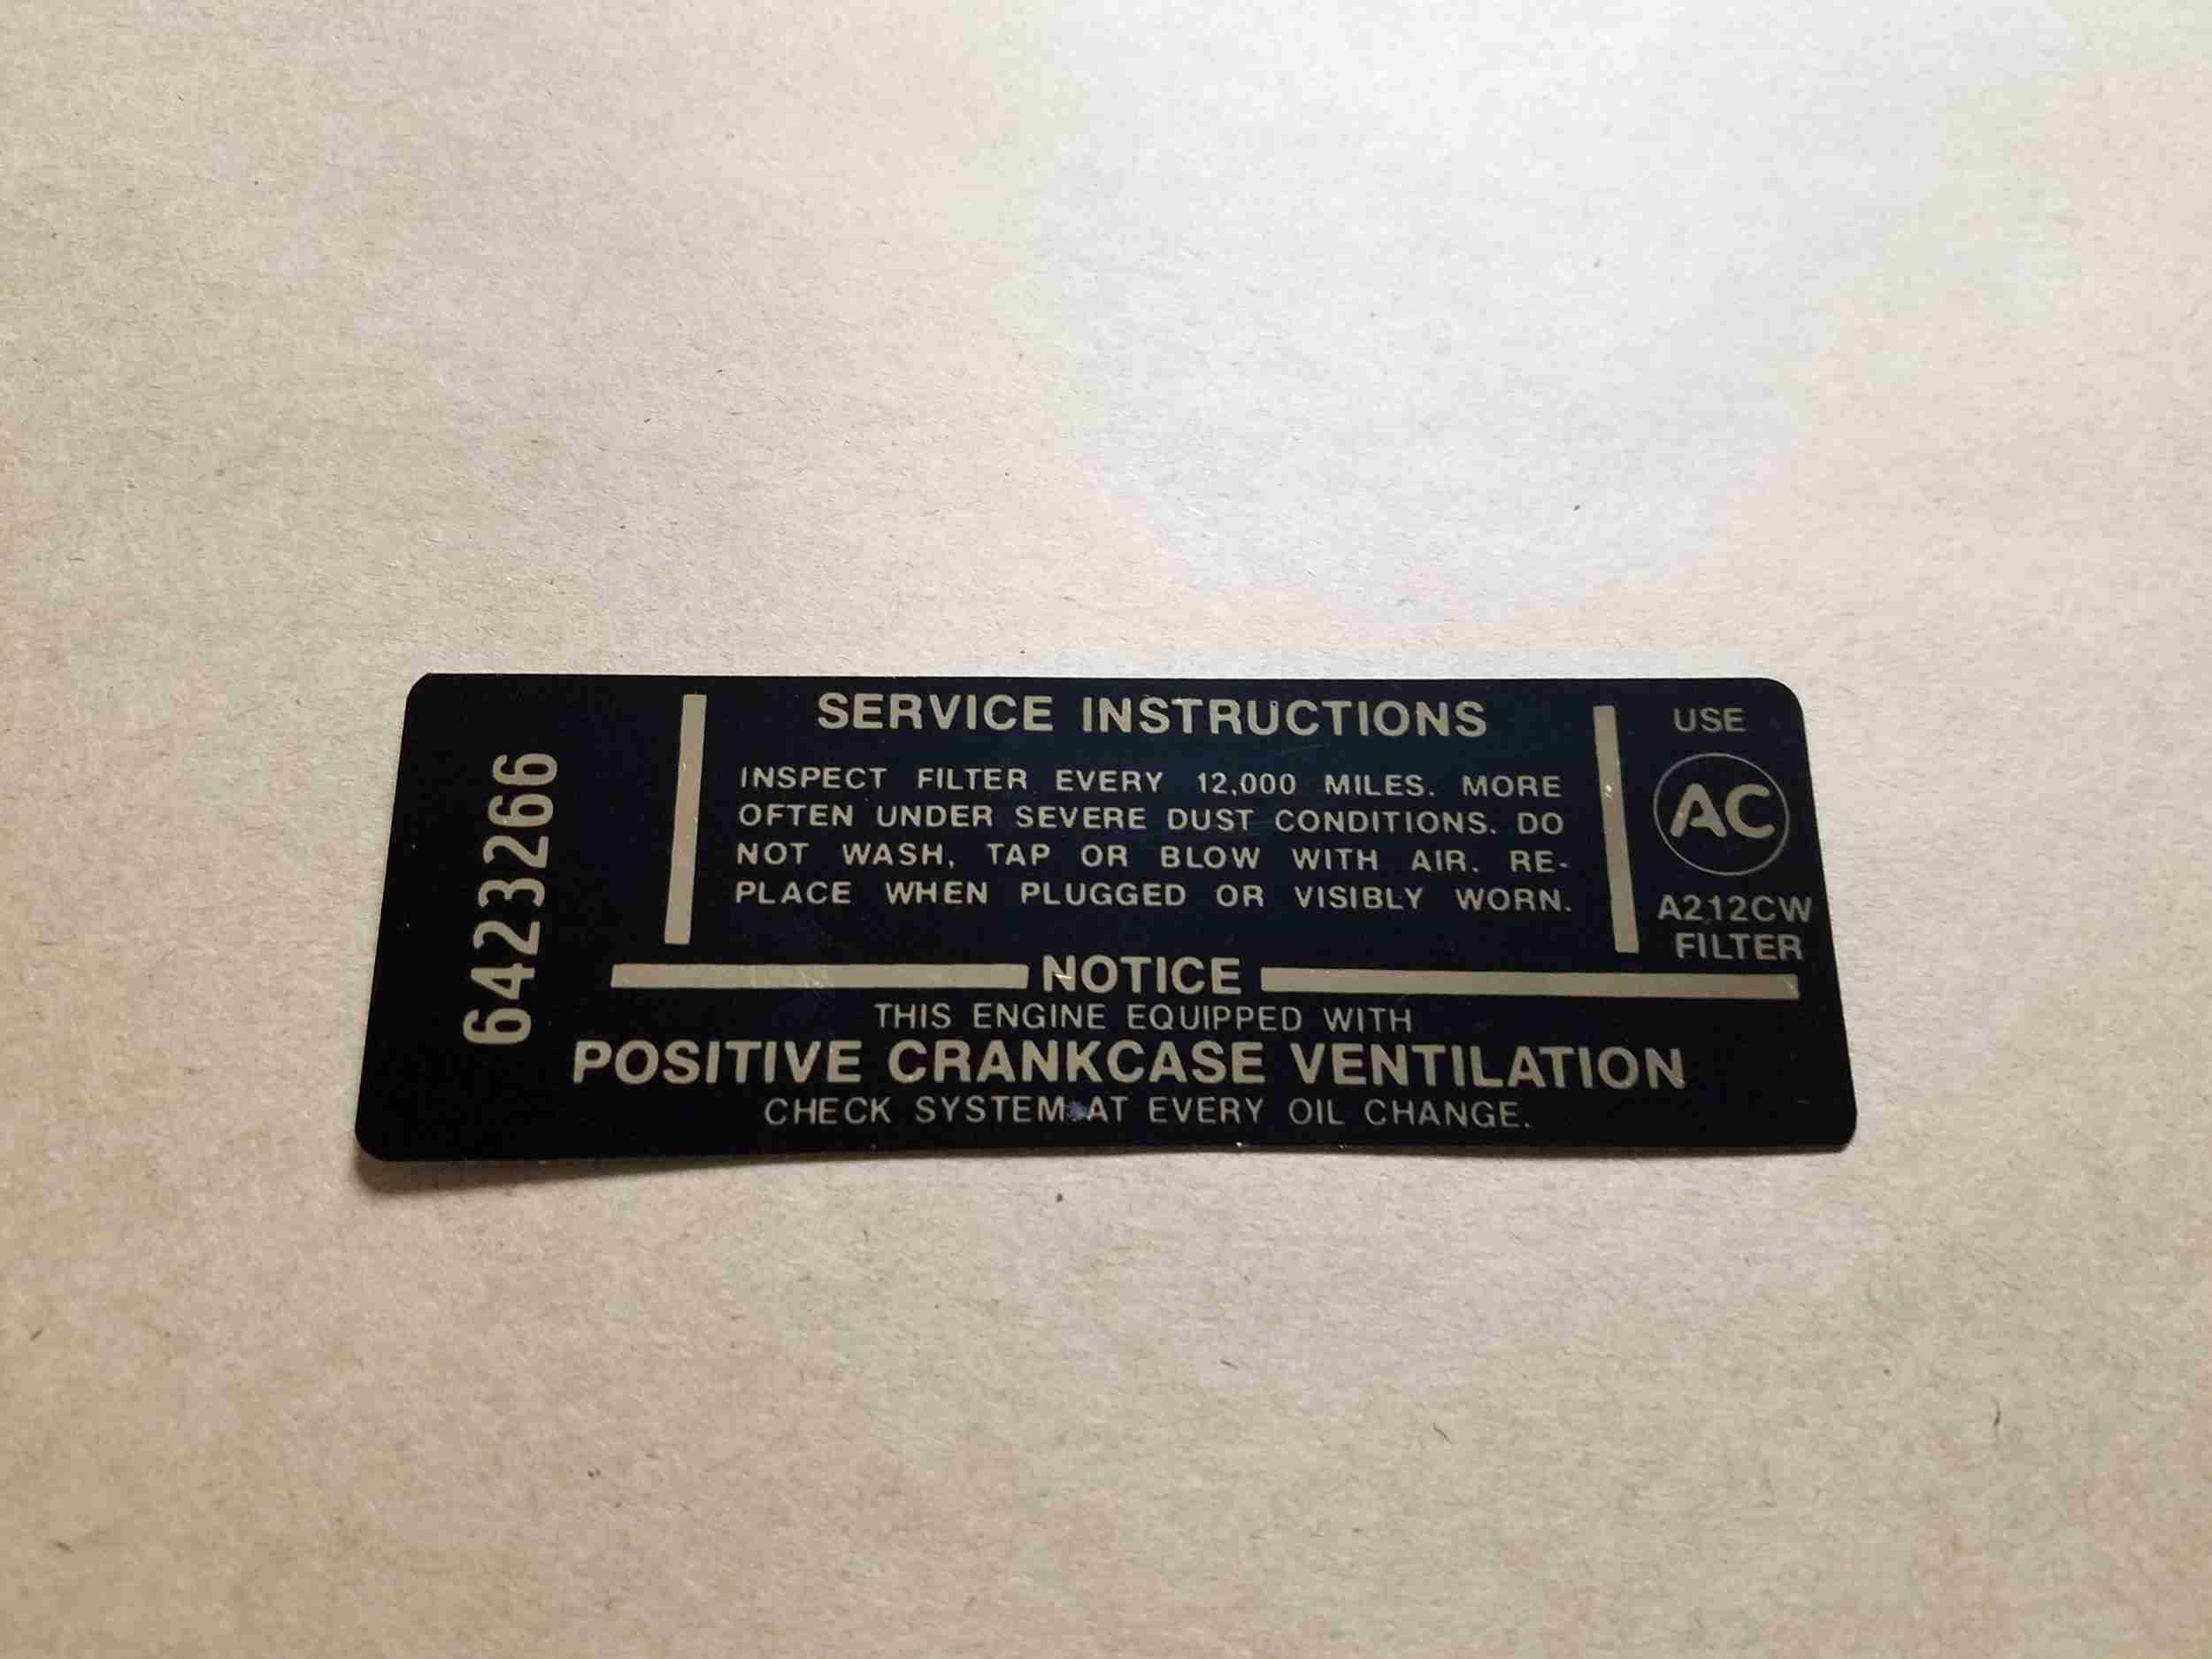 6423266
SERVICE INSTRUCTIONS
INSPECT FILTER EVERY 12,000 MILES. MORE
OFTEN UNDER SEVERE DUST CONDITIONS. DO
NOT WASH, TAP OR BLOW WITH AIR. RE-
PLACE WHEN PLUGGED OR VISIBLY WORN.
USE
AC
A212CW
FILTER
NOTICE
THIS ENGINE EQUIPPED WITH
POSITIVE CRANKCASE VENTILATION
CHECK SYSTEM AT EVERY OIL CHANGE.